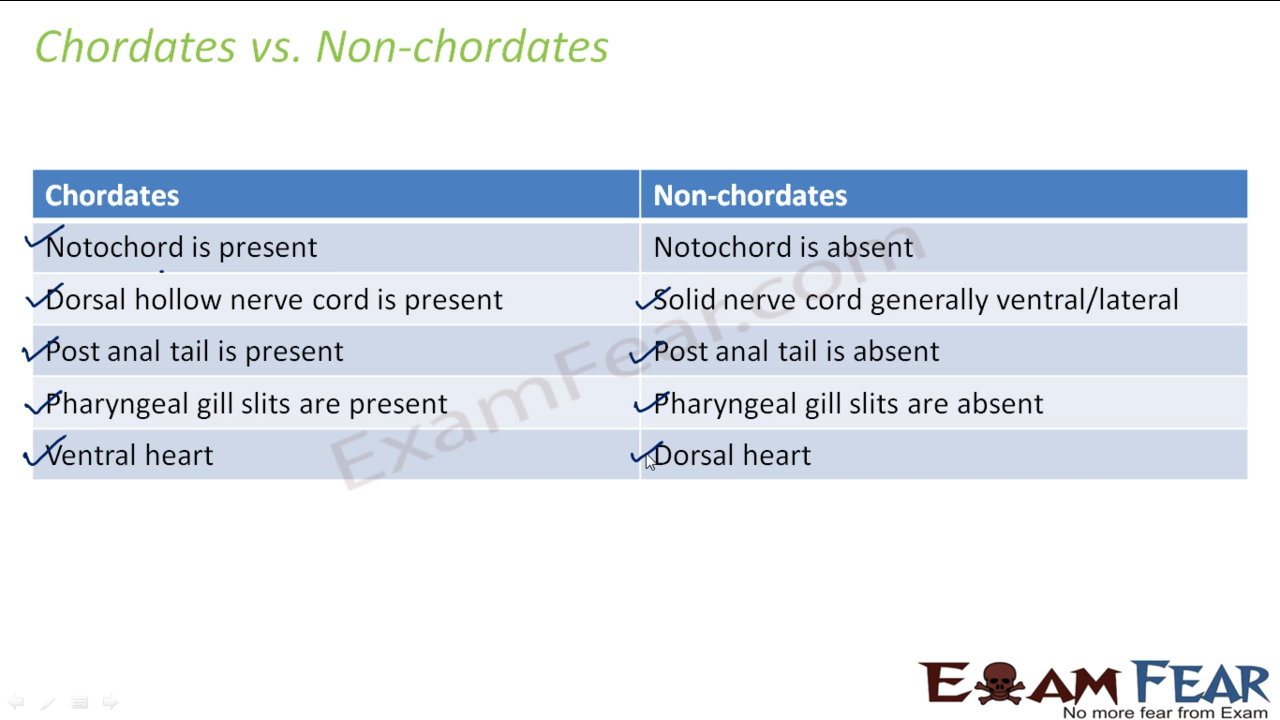 Chordates vs. Non-chordates
Chordates Non-chordates
Notochord is present Notochord is absent
Dorsal hollow nerve cord is present Solid nerve cord generally ventral/lateral
Post anal tail is present Post anal tail is absent
Pharyngeal gill slits are present Pharyngeal gill slits are absent
Ventral heart Dorsal heart
ExamFear.com
EXAM FEAR
No more fear from Exam